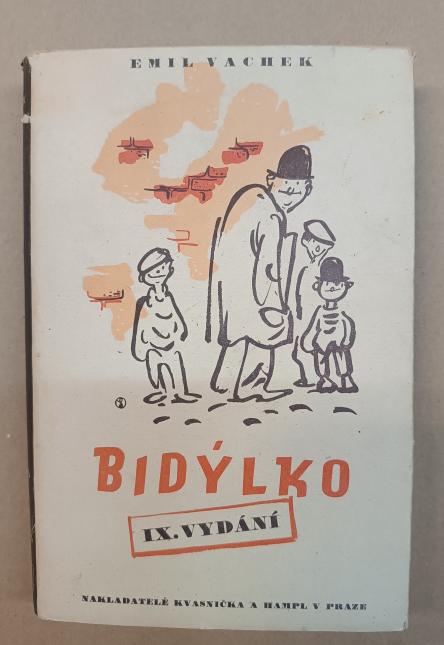 EMIL VACHEK
BIDÝLKO
IX. VYDÁNÍ
NAKLADATELÉ KVASNIČKA A HAMPL V PRAZE